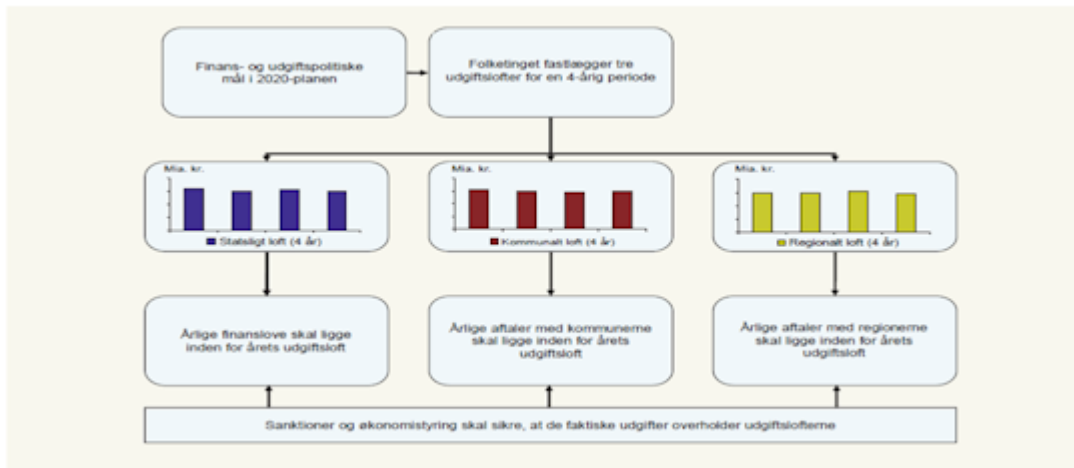 Finans- og udgiftspolitiske
mål i 2020-planen
Folketinget fastlægger tre
udgiftslofter for en 4-årig periode
Mia. kr.
Statsligt loft (4 år)
Mia. kr.
Kommunalt loft (4 år)
Mia. kr.
Regionalt loft (4 år)
Årlige finanslove skal ligge
inden for årets udgiftsloft
Årlige aftaler med kommunerne
skal ligge inden for årets
udgiftsloft
Årlige aftaler med regionerne
skal ligge inden for årets
udgiftsloft
Sanktioner og økonomistyring skal sikre, at de faktiske udgifter overholder udgiftslofterne